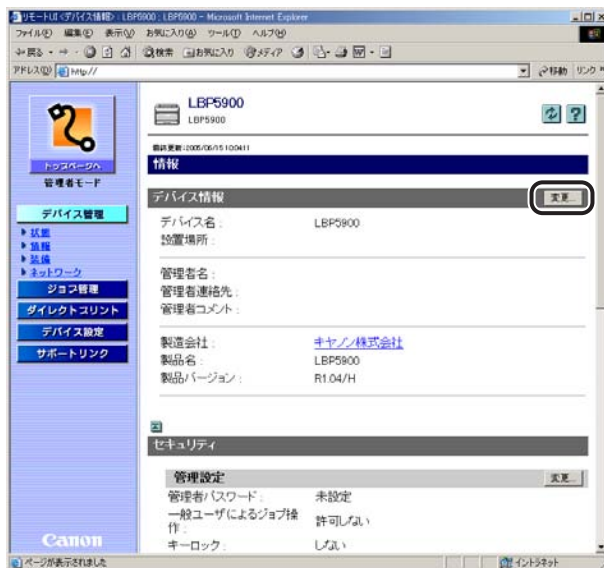 リモートUI <デバイス情報> : LBP5900 : LBP5900 - Microsoft Internet Explorer
ファイル(F) 編集(E) 表示(V) お気に入り(A) ツール(T) ヘルプ(H)
戻る 検索 お気に入り メディア
アドレス(D) http:// 移動 リンク »
LBP5900
LBP5900
最終更新 : 2005/06/15 10:04:11
トップページへ
管理者モード
情報
デバイス管理
状態
情報
装備
ネットワーク
ジョブ管理
ダイレクトプリント
デバイス設定
サポートリンク
デバイス情報 変更...
デバイス名 : LBP5900
設置場所 :
管理者名 :
管理者連絡先 :
管理者コメント :
製造会社 : キヤノン株式会社
製品名 : LBP5900
製品バージョン : R1.04/H
セキュリティ
管理設定 変更...
管理者パスワード : 未設定
一般ユーザによるジョブ操
作 : 許可しない
キーロック : しない
Canon
ページが表示されました イントラネット